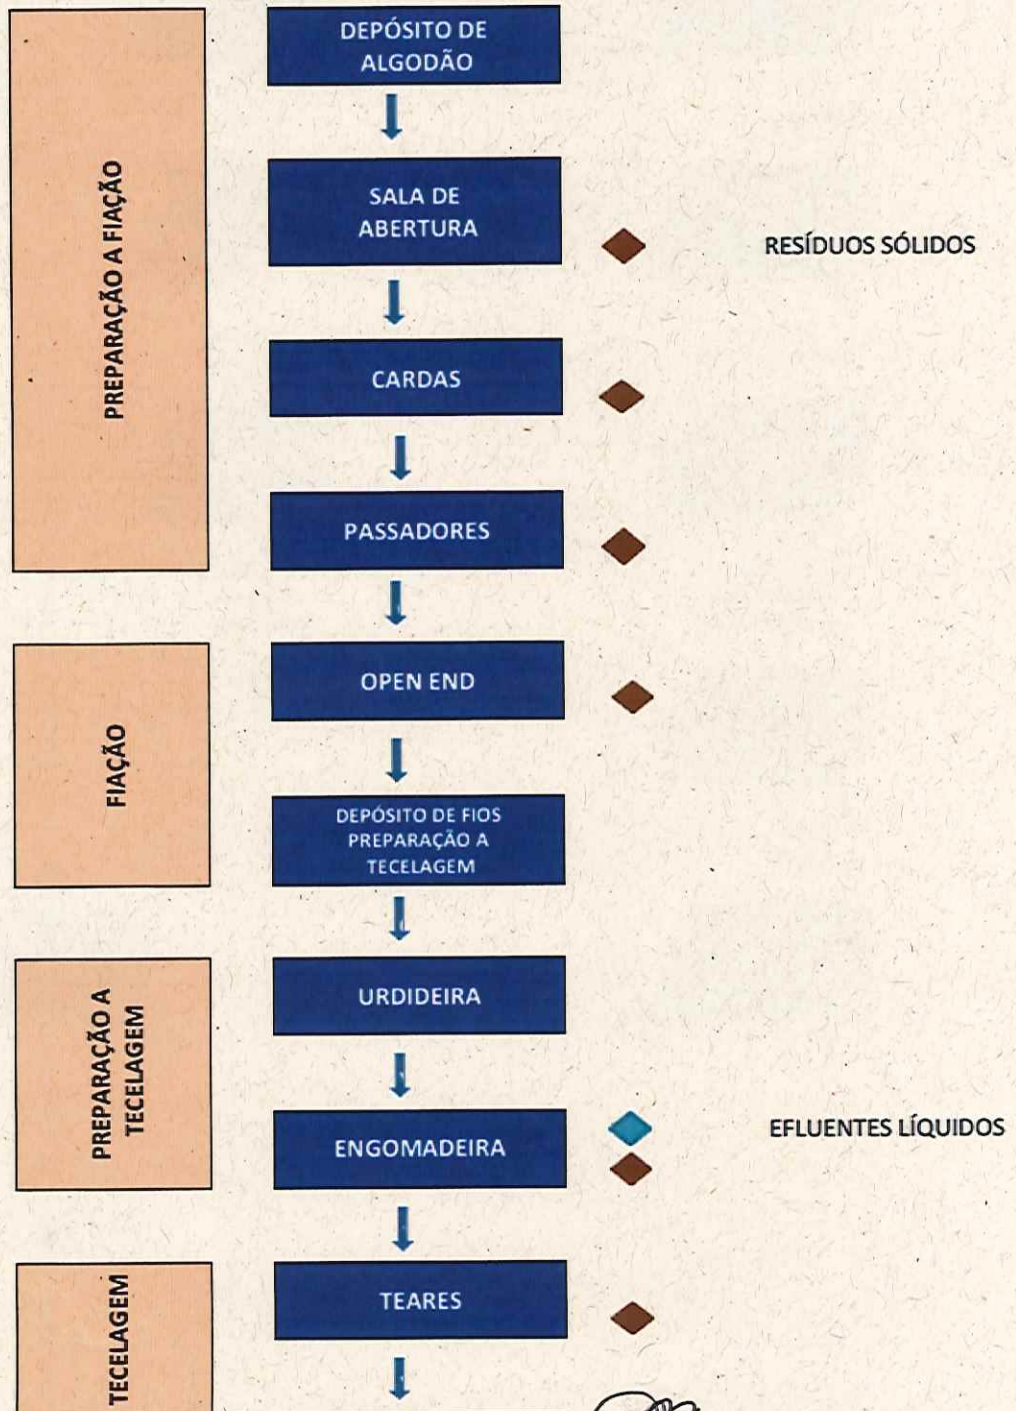 PREPARAÇÃO A FIAÇÃO
DEPÓSITO DE
ALGODÃO
SALA DE
ABERTURA
RESÍDUOS SÓLIDOS
CARDAS
PASSADORES
FIAÇÃO
OPEN END
DEPÓSITO DE FIOS
PREPARAÇÃO A
TECELAGEM
PREPARAÇÃO A
TECELAGEM
URDIDEIRA
ENGOMADEIRA
EFLUENTES LÍQUIDOS
TECELAGEM
TEARES